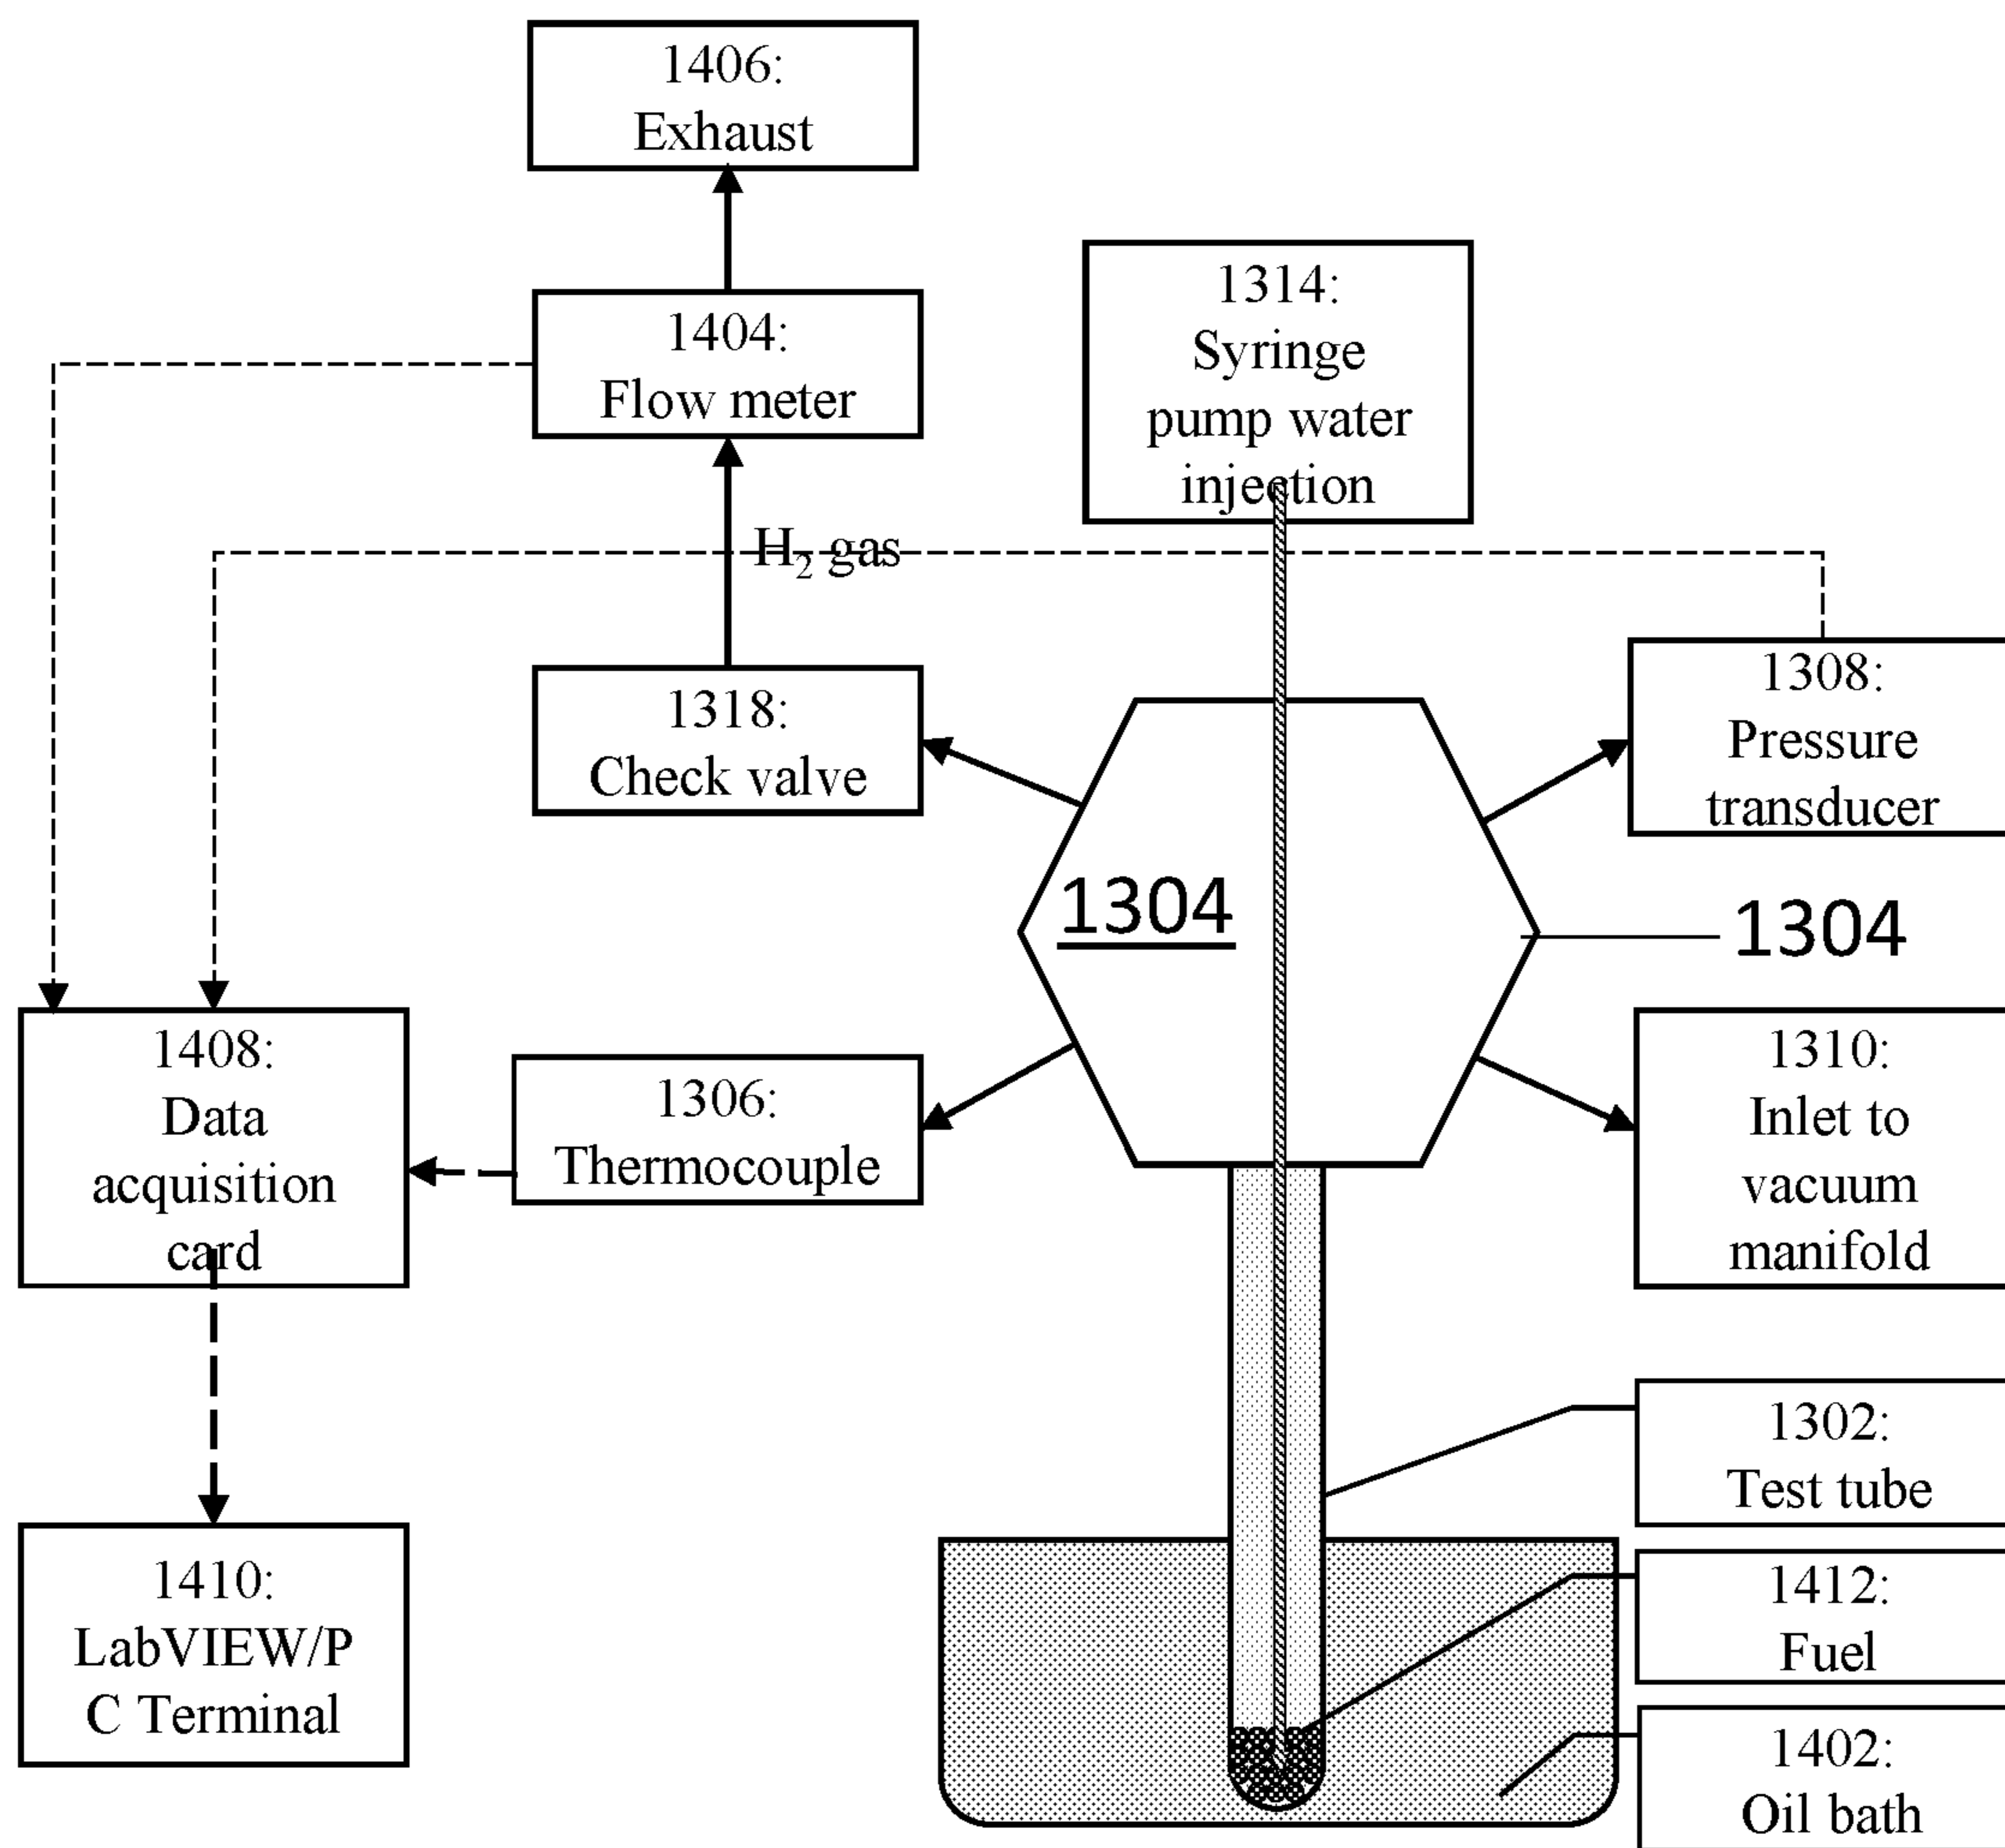 1406:
Exhaust
1404:
Flow meter
1314:
Syringe
pump water
injection
H₂ gas
1318:
Check valve
1308:
Pressure
transducer
1304
1304
1408:
Data
acquisition
card
1306:
Thermocouple
1310:
Inlet to
vacuum
manifold
1302:
Test tube
1410:
LabVIEW/P
C Terminal
1412:
Fuel
1402:
Oil bath